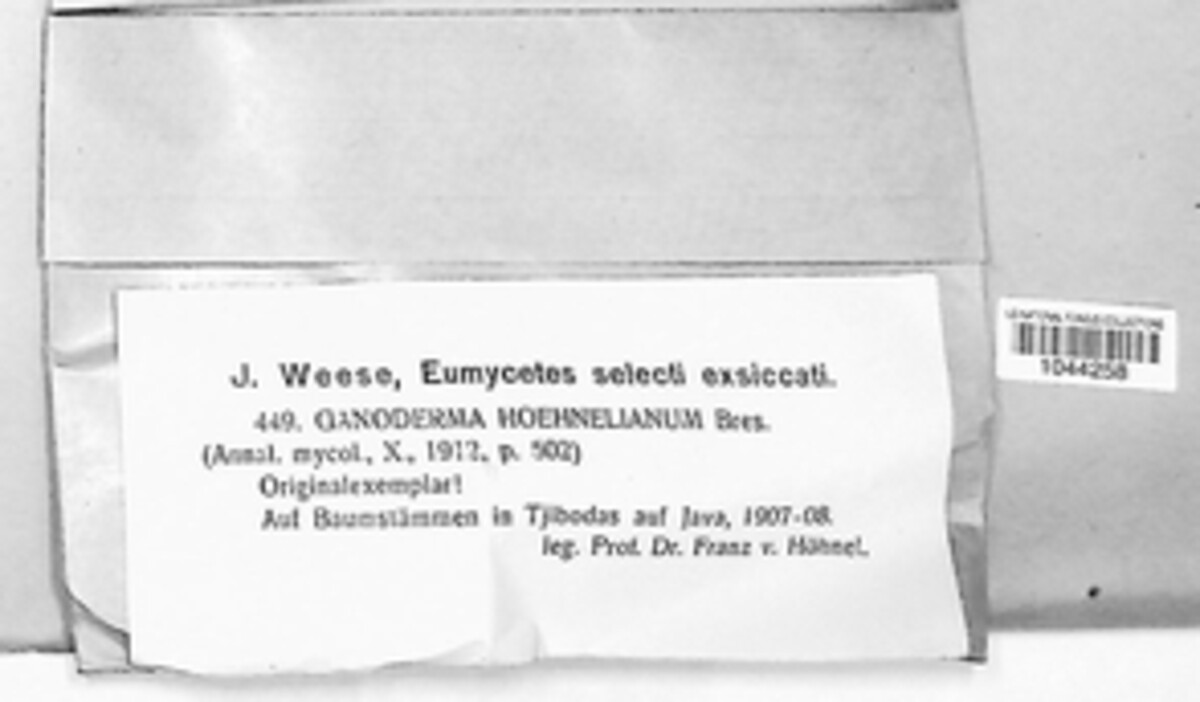 J. Weese, Eumycetes selecti exsiccati.
449. GANODERMA HOEHNELIANUM Bres.
(Annal. mycol., X., 1912, p. 502)
Originalexemplar!
Auf Baumstämmen in Tjibodas auf Java, 1907-08.
leg. Prof. Dr. Franz v. Höhnel.
1044258